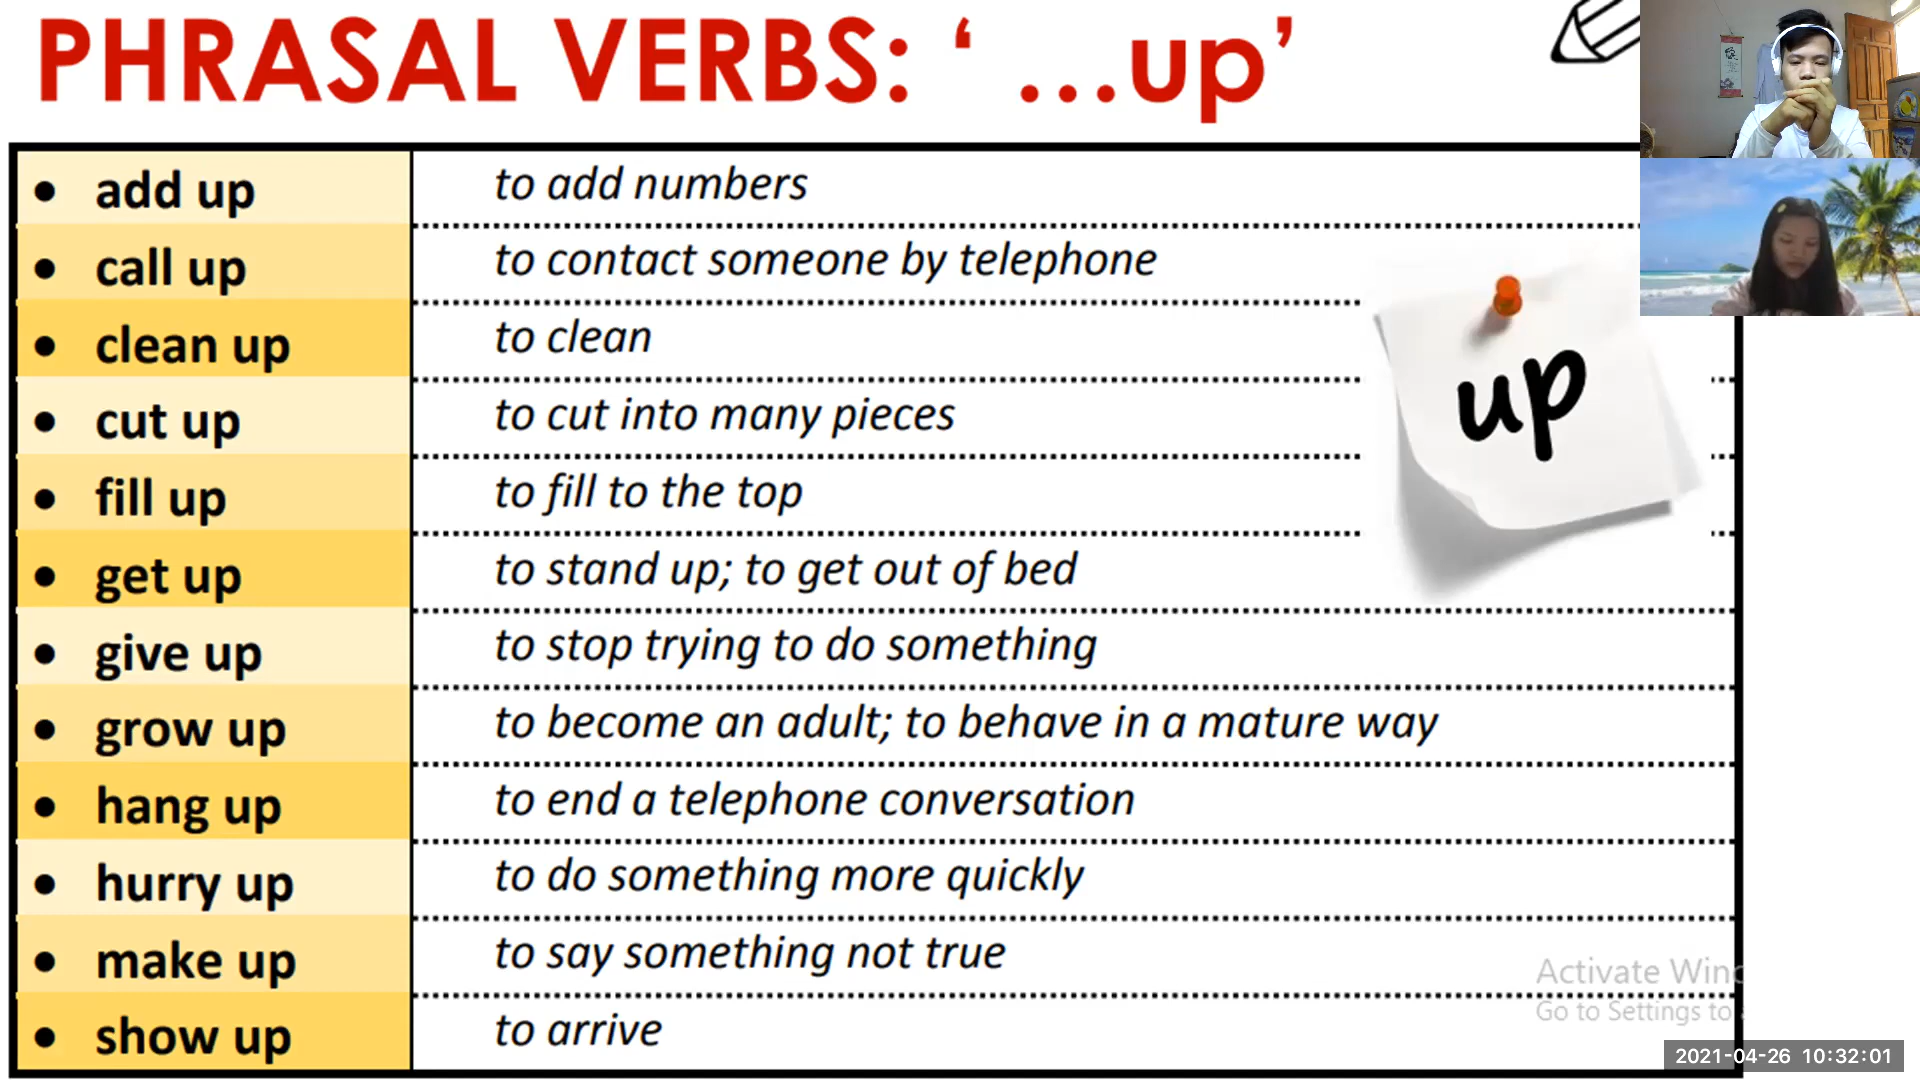 PHRASAL VERBS: ‘ ...up’
• add up to add numbers
• call up to contact someone by telephone
• clean up to clean
• cut up to cut into many pieces
• fill up to fill to the top
• get up to stand up; to get out of bed
• give up to stop trying to do something
• grow up to become an adult; to behave in a mature way
• hang up to end a telephone conversation
• hurry up to do something more quickly
• make up to say something not true
• show up to arrive
up
Activate Wind
Go to Settings to
2021-04-26 10:32:01